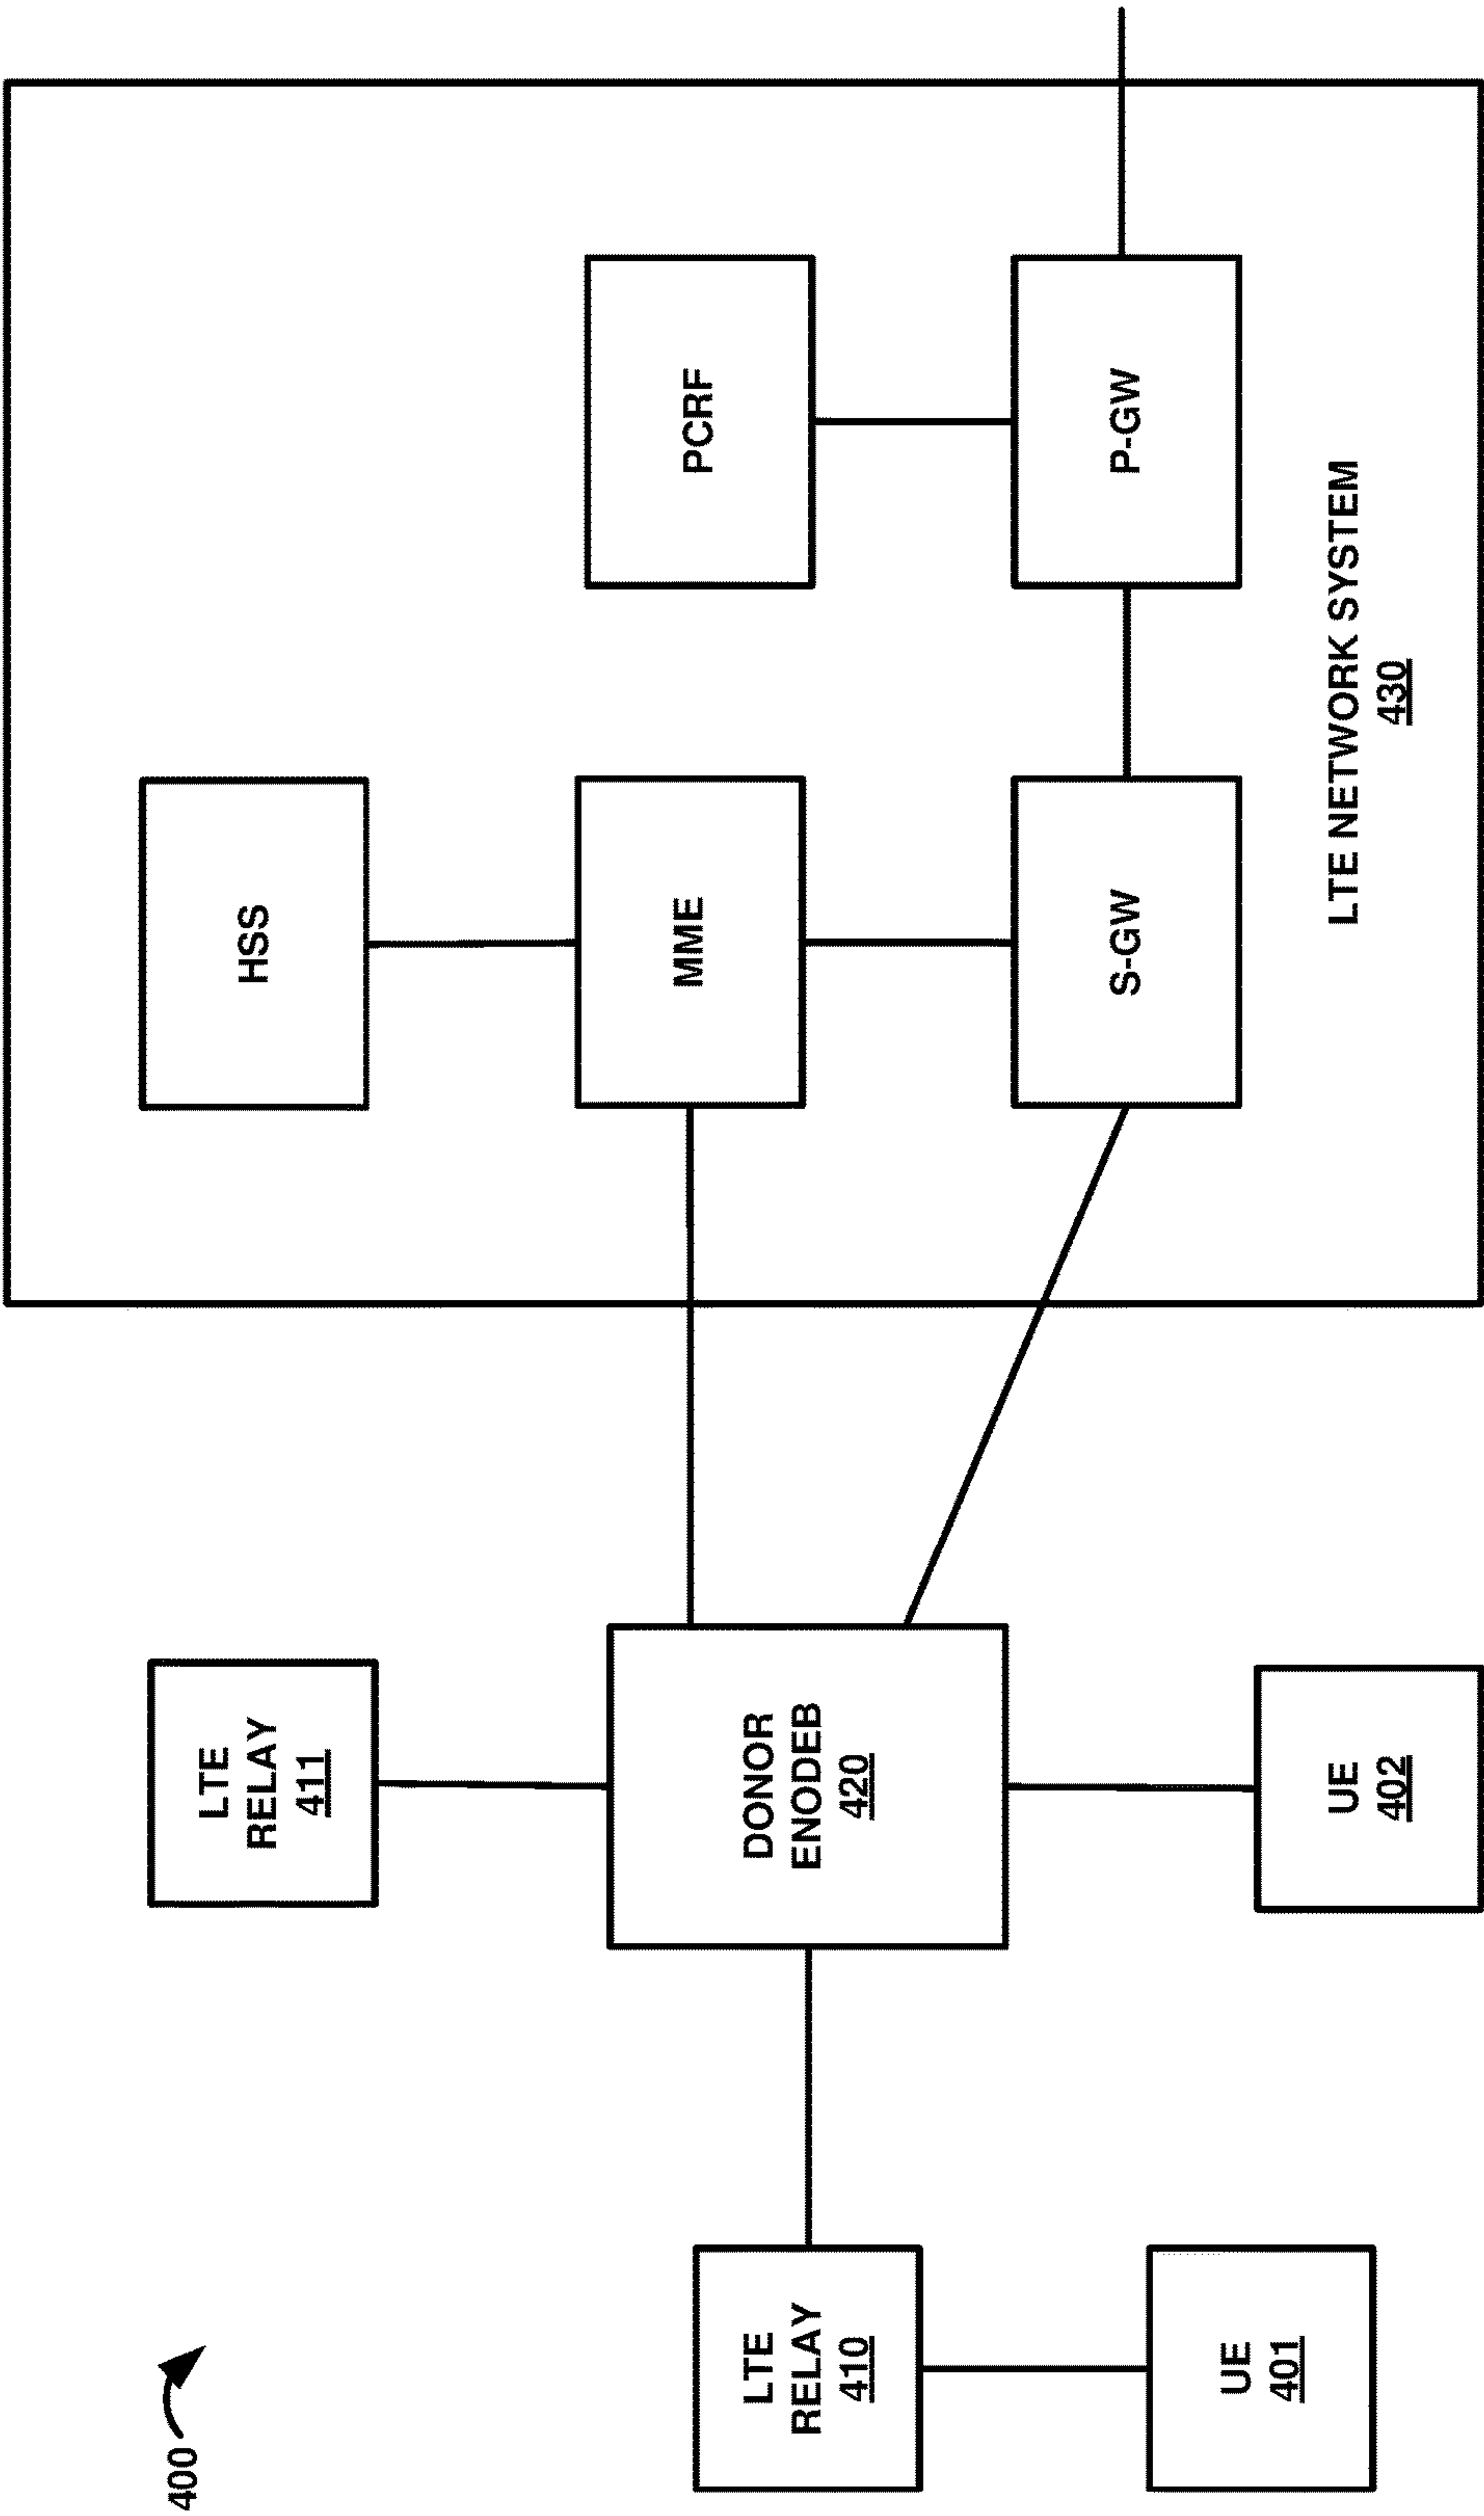 400
LTE
RELAY
411
HSS
LTE
RELAY
410
DONOR
ENODEB
420
MME
PCRF
UE
401
UE
402
S-GW
P-GW
LTE NETWORK SYSTEM
430